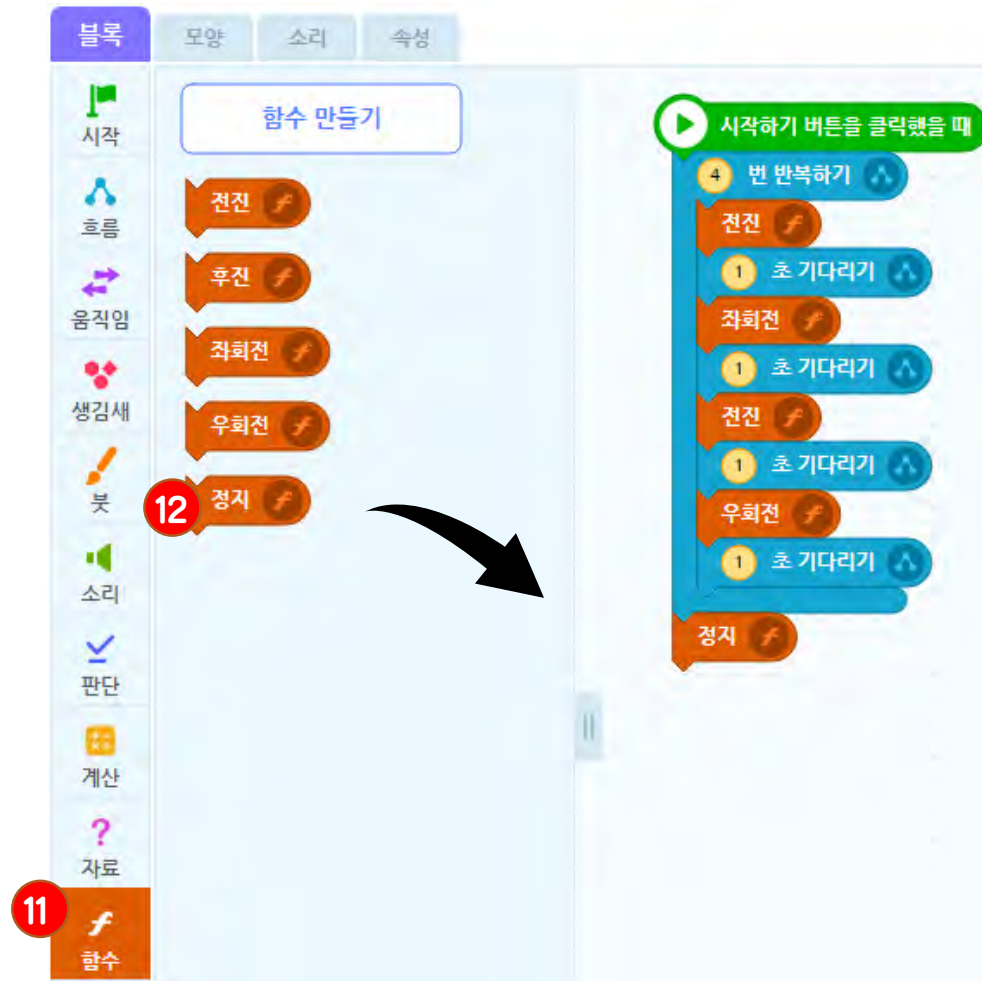 블록
모양
소리
속성
시작
흐름
움직임
생김새
붓
소리
판단
계산
자료
11
함수
함수 만들기
전진
후진
좌회전
우회전
12 정지
시작하기 버튼을 클릭했을 때
4 번 반복하기
전진
1 초 기다리기
좌회전
1 초 기다리기
전진
1 초 기다리기
우회전
1 초 기다리기
정지